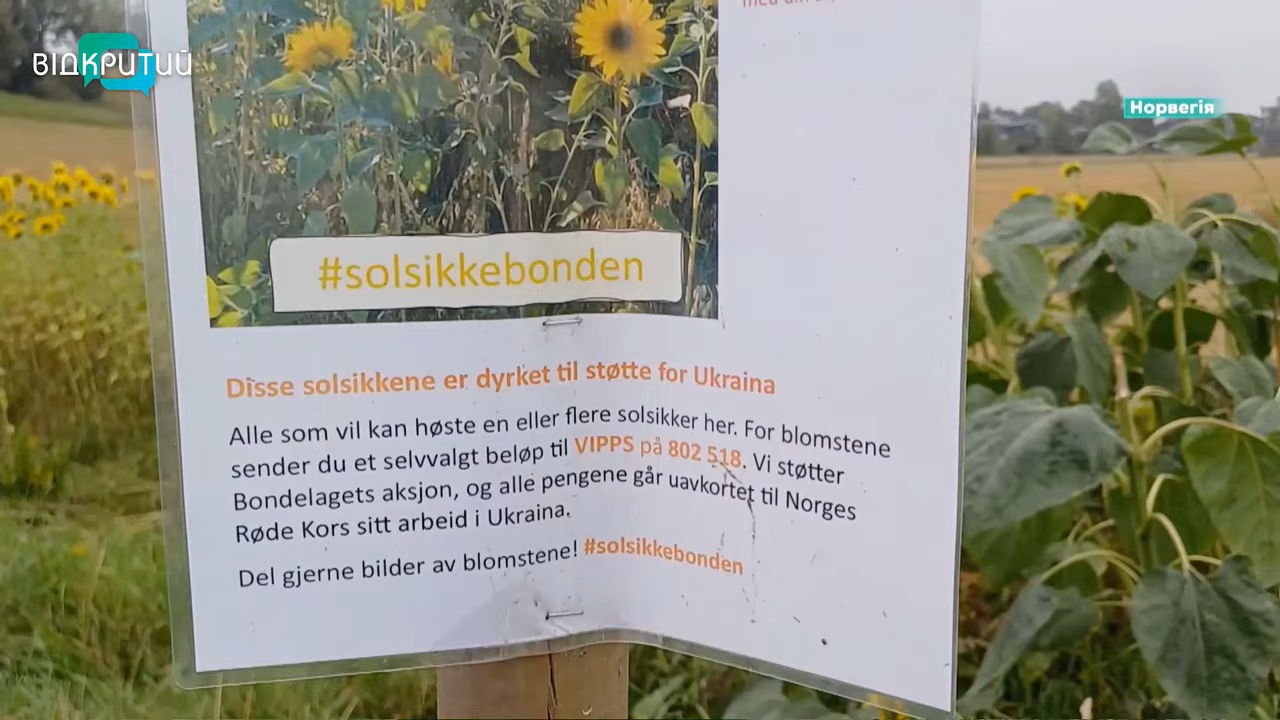 ВІДКРИТИЙ
Норвегія
#solsikkebonden
Disse solsikkene er dyrket til støtte for Ukraina
Alle som vil kan høste en eller flere solsikker her. For blomstene
sender du et selvvalgt beløp til VIPPS på 802 518. Vi støtter
Bondelagets aksjon, og alle pengene går uavkortet til Norges
Røde Kors sitt arbeid i Ukraina.
Del gjerne bilder av blomstene! #solsikkebonden